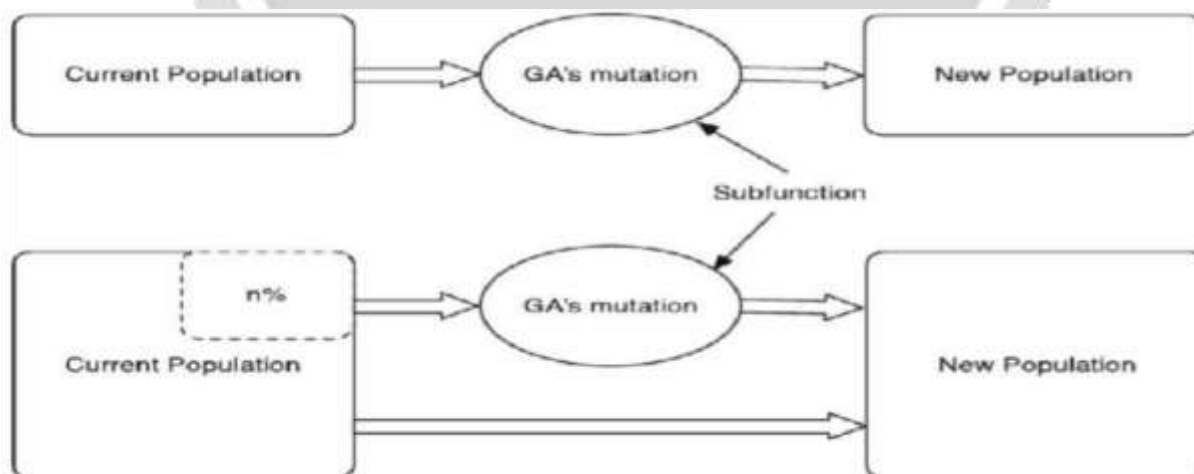 Current Population
GA's mutation
New Population
Subfunction
n%
GA's mutation
Current Population
New Population